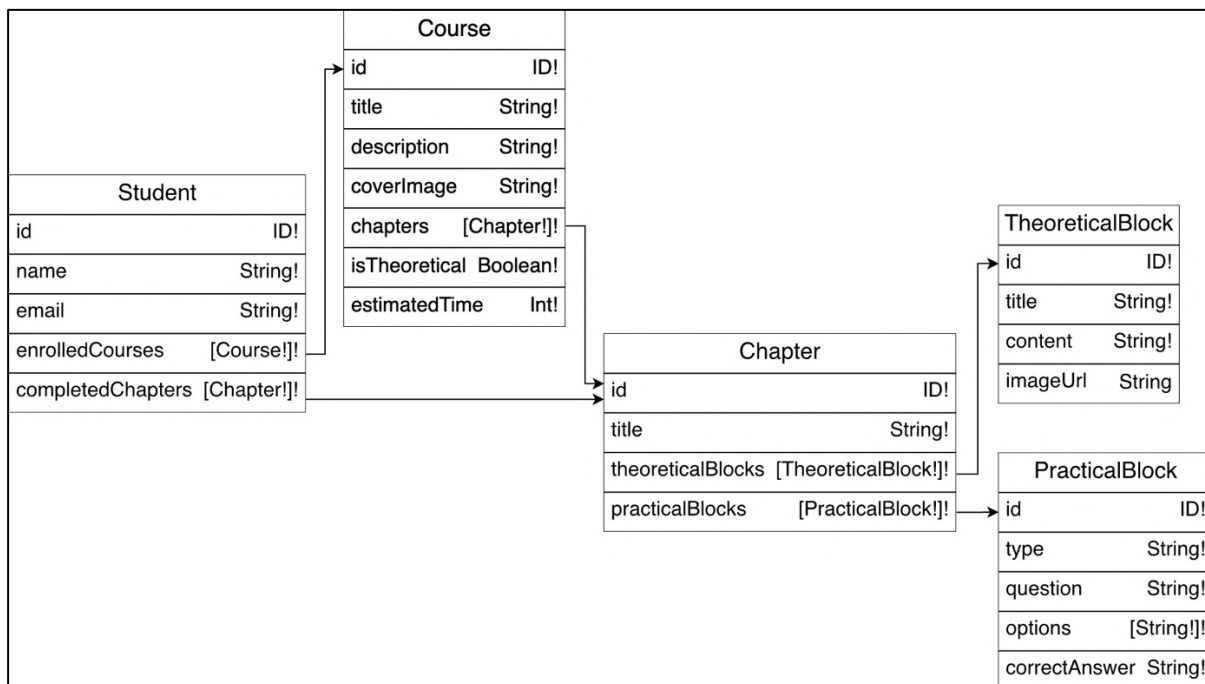 Course
id ID!
title String!
description String!
coverImage String!
chapters [Chapter!]!
isTheoretical Boolean!
estimatedTime Int!
Student
id ID!
name String!
email String!
enrolledCourses [Course!]!
completedChapters [Chapter!]!
Chapter
id ID!
title String!
theoreticalBlocks [TheoreticalBlock!]!
practicalBlocks [PracticalBlock!]!
TheoreticalBlock
id ID!
title String!
content String!
imageUrl String
PracticalBlock
id ID!
type String!
question String!
options [String!]!
correctAnswer String!